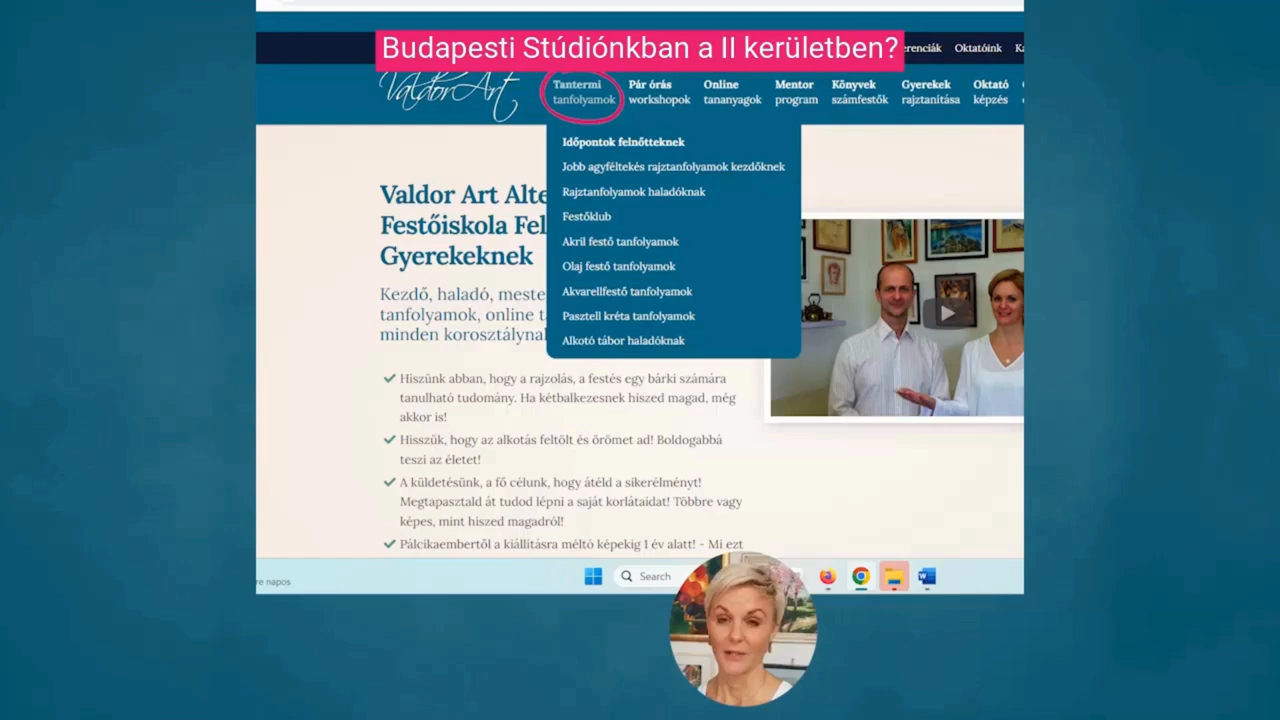 Budapesti Stúdiónkban a II kerületben?
Oktatóink
Valdor Art
Tantermi
tanfolyamok
Pár órás
workshopok
Online
tananyagok
Mentor
program
Könyvek
számfestők
Gyerekek
rajztanítása
Oktató
képzés
Időpontok felnőtteknek
Jobb agyféltekés rajztanfolyamok kezdőknek
Rajztanfolyamok haladóknak
Festőklub
Akril festő tanfolyamok
Olaj festő tanfolyamok
Akvarellfestő tanfolyamok
Pasztell kréta tanfolyamok
Alkotó tábor haladóknak
Valdor Art Alte
Festőiskola Fel
Gyerekeknek
Kezdő, haladó, meste
tanfolyamok, online t
minden korosztálynal
Hiszünk abban, hogy a rajzolás, a festés egy bárki számára
tanulható tudomány. Ha kétbalkezesnek hiszed magad, még
akkor is!
Hisszük, hogy az alkotás feltölt és örömet ad! Boldogabbá
teszi az életet!
A küldetésünk, a fő célunk, hogy átéld a sikerélményt!
Megtapasztald át tudod lépni a saját korlátaidat! Többre vagy
képes, mint hiszed magadról!
Pálcikaembertől a kiállításra méltó képekig 1 év alatt! - Mi ezt
re napos
Search